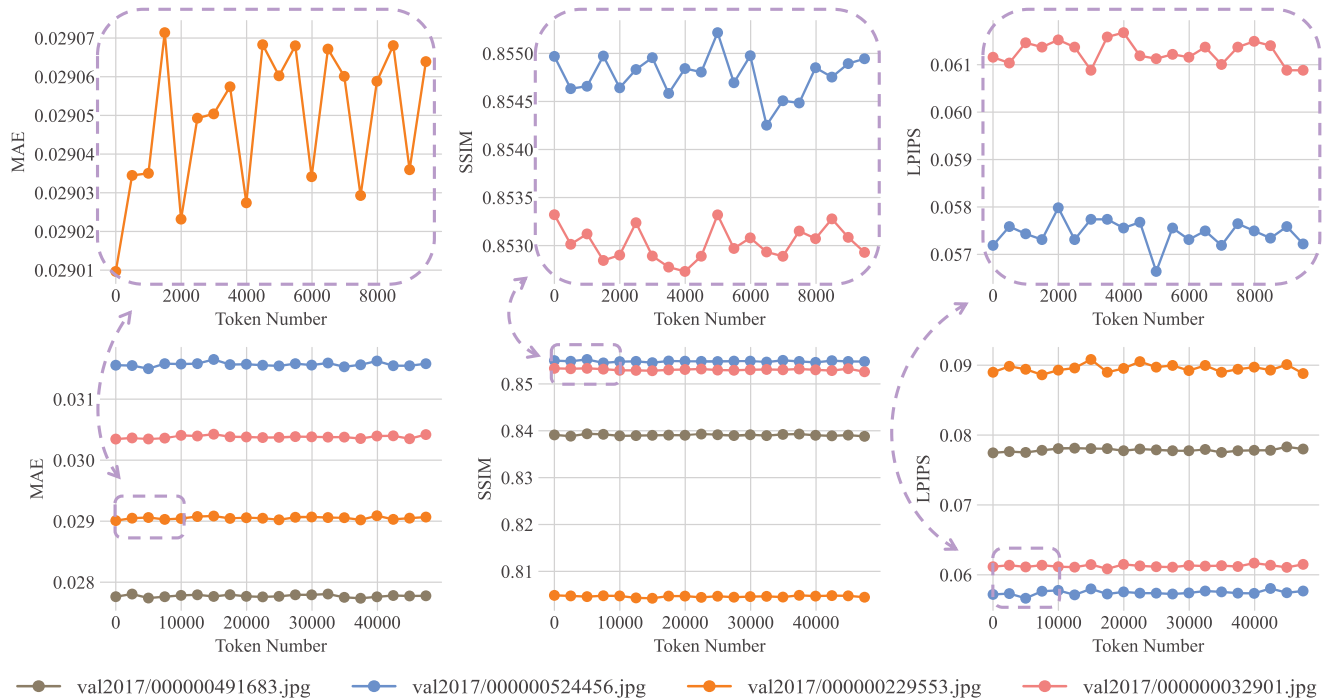 0.02907
0.02906
0.02905
0.02904
0.02903
0.02902
0.02901
MAE
0 2000 4000 6000 8000
Token Number
0.8550
0.8545
0.8540
0.8535
0.8530
SSIM
0 2000 4000 6000 8000
Token Number
0.061
0.060
0.059
0.058
0.057
LPIPS
0 2000 4000 6000 8000
Token Number
0.031
0.030
0.029
0.028
MAE
0 10000 20000 30000 40000
Token Number
0.85
0.84
0.83
0.82
0.81
SSIM
0 10000 20000 30000 40000
Token Number
0.09
0.08
0.07
0.06
LPIPS
0 10000 20000 30000 40000
Token Number
val2017/000000491683.jpg val2017/000000524456.jpg val2017/000000229553.jpg val2017/000000032901.jpg